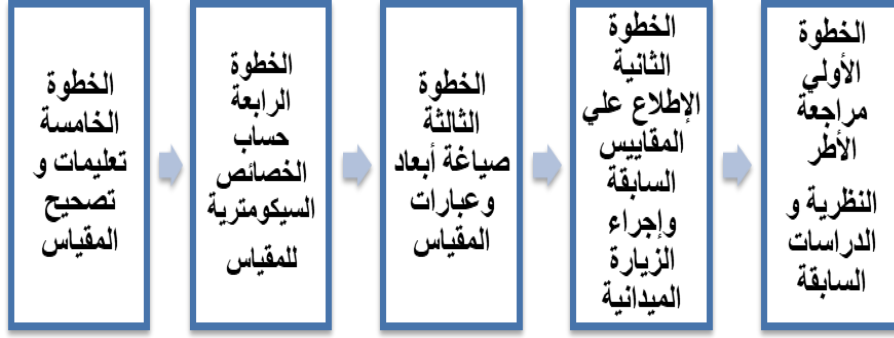 الخطوة
الأولي
مراجعة
الأطر
النظرية و
الدراسات
السابقة
الخطوة
الثانية
الإطلاع علي
المقاييس
السابقة
وإجراء
الزيارة
الميدانية
الخطوة
الثالثة
صياغة أبعاد
وعبارات
المقياس
الخطوة
الرابعة
حساب
الخصائص
السيكومترية
للمقياس
الخطوة
الخامسة
تعليمات و
تصحيح
المقياس